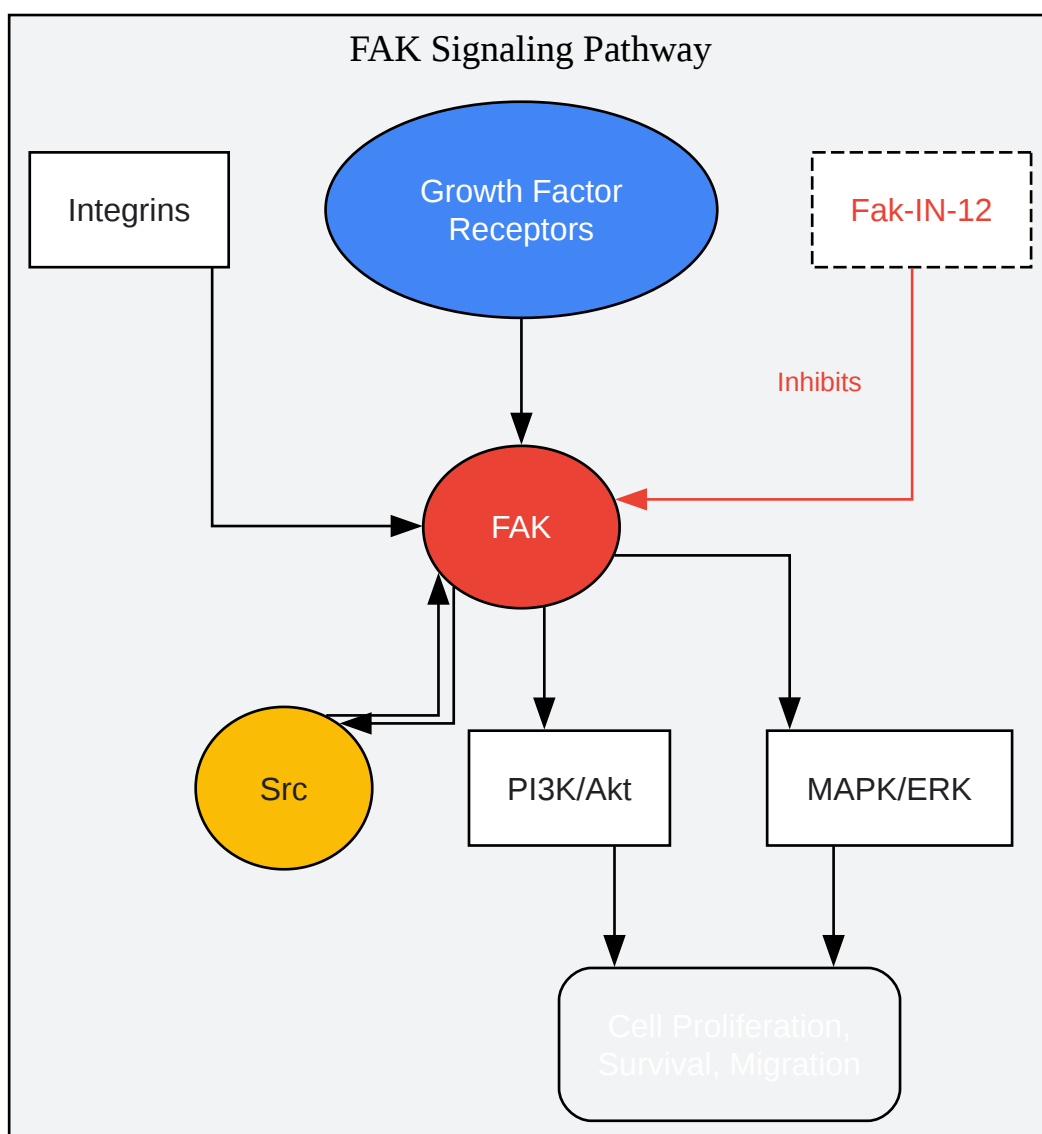 FAK Signaling Pathway
Integrins
Growth Factor
Receptors
Fak-IN-12
Inhibits
FAK
Src
PI3K/Akt
MAPK/ERK
Cell Proliferation,
Survival, Migration